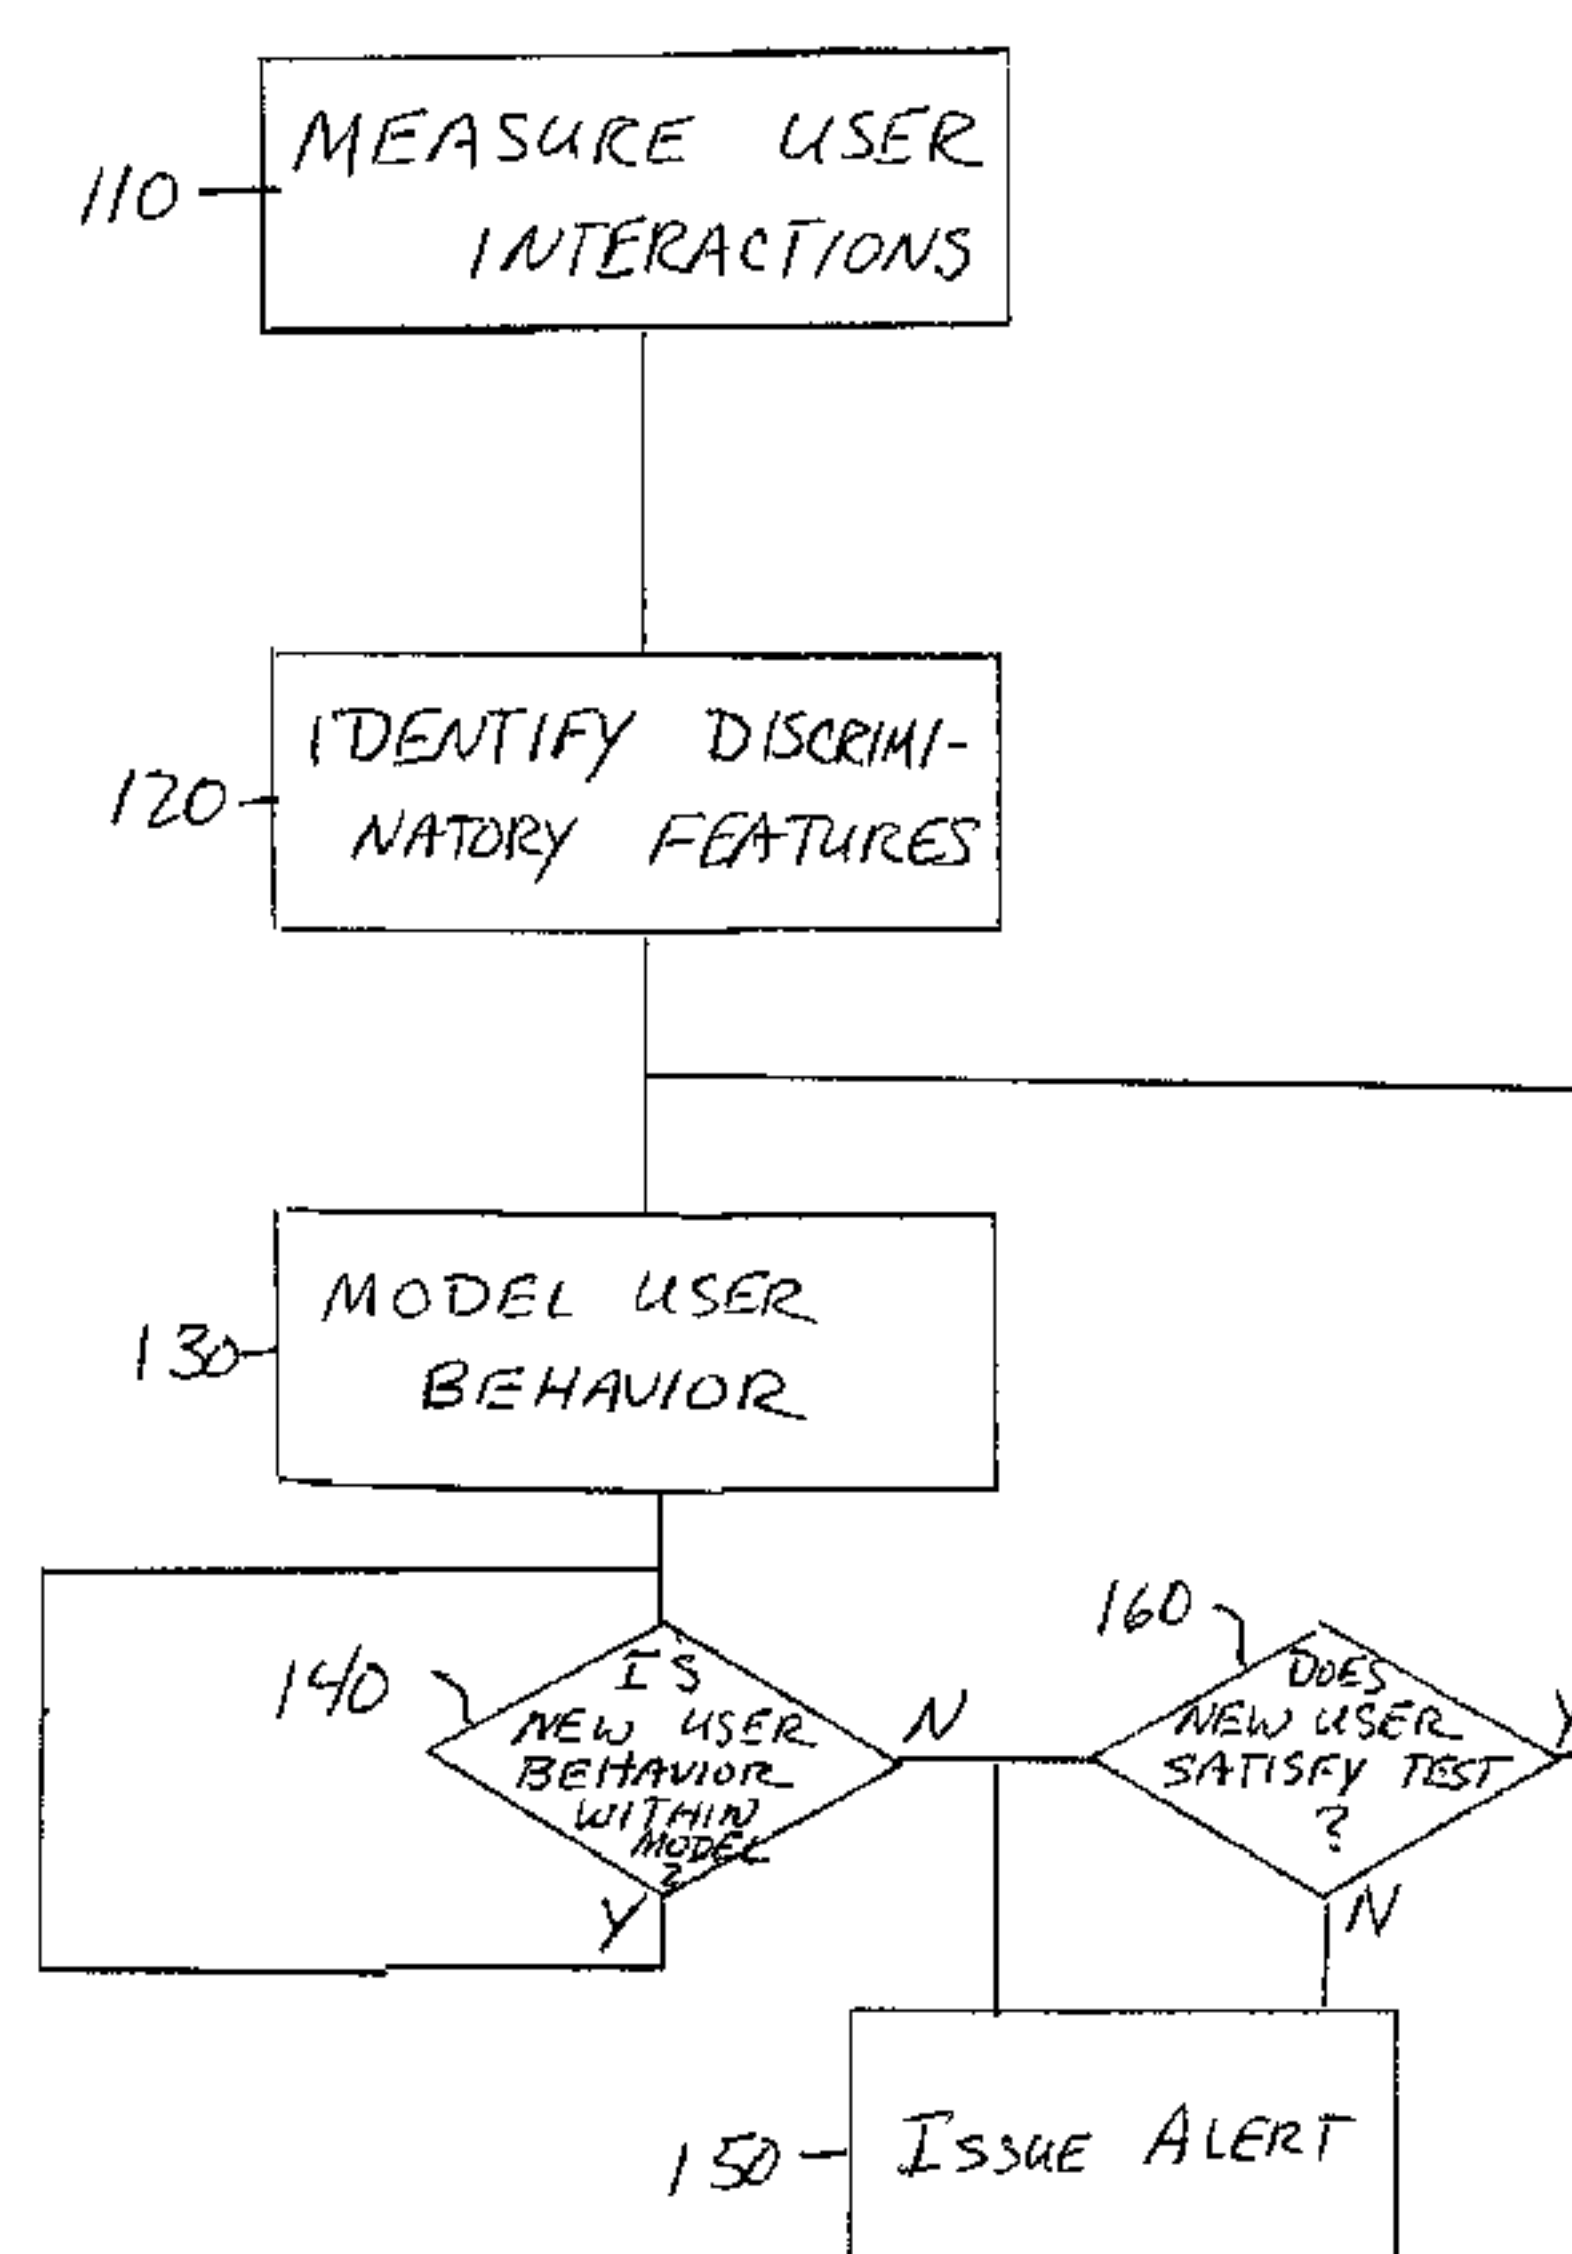 MEASURE USER
110
INTERACTIONS
IDENTIFY DISCRIMI-
120
NATORY FEATURES
MODEL USER
130
BEHAVIOR
160
140
IS
NEW USER
BEHAVIOR
WITHIN
MODEL
?
N
Y
DOES
NEW USER
SATISFY TEST
?
Y
N
150
ISSUE ALERT